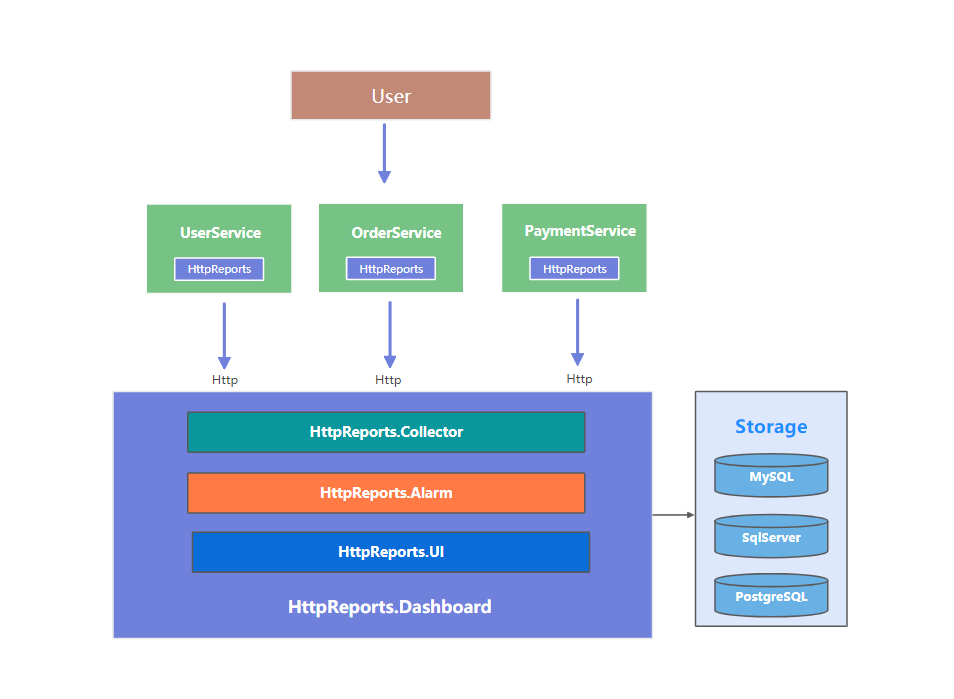 User
UserService
OrderService
PaymentService
HttpReports
HttpReports
HttpReports
Http
Http
Http
HttpReports.Collector
HttpReports.Alarm
HttpReports.UI
HttpReports.Dashboard
Storage
MySQL
SqlServer
PostgreSQL